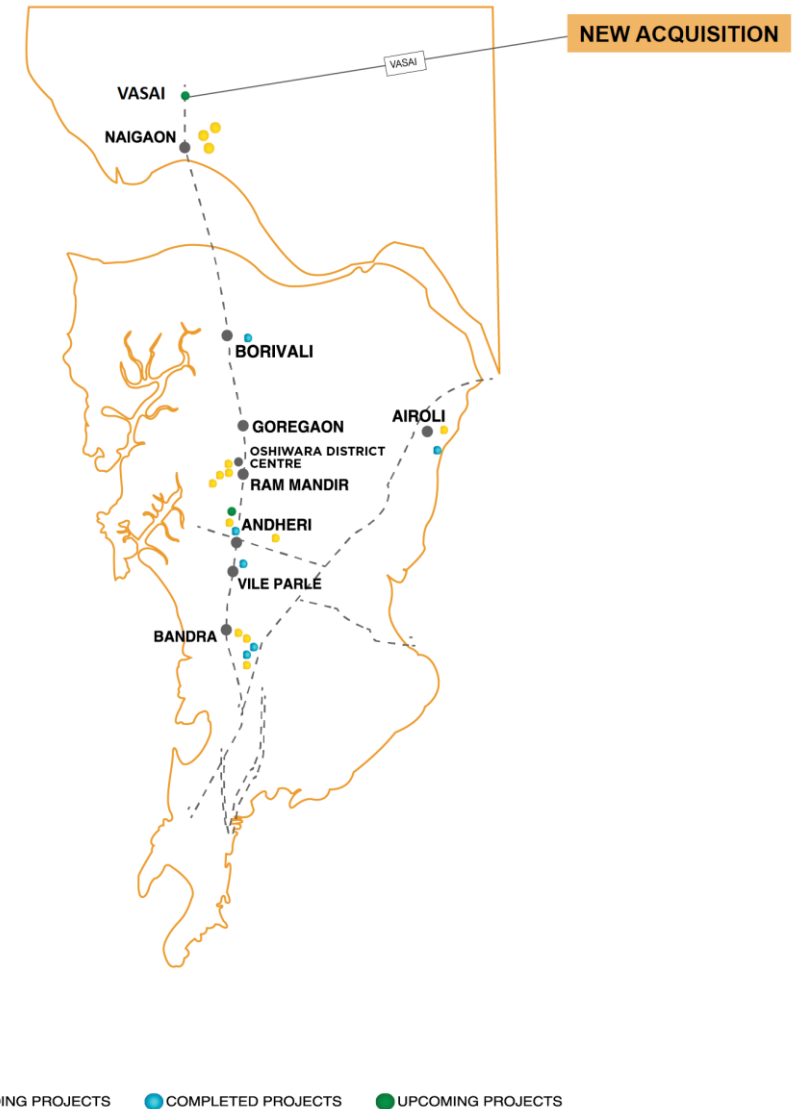 NEW ACQUISITION
VASAI
VASAI
NAIGAON
BORIVALI
GOREGAON
AIROLI
OSHIWARA DISTRICT
CENTRE
RAM MANDIR
ANDHERI
VILE PARLE
BANDRA
PROJECTS
COMPLETED PROJECTS
UPCOMING PROJECTS